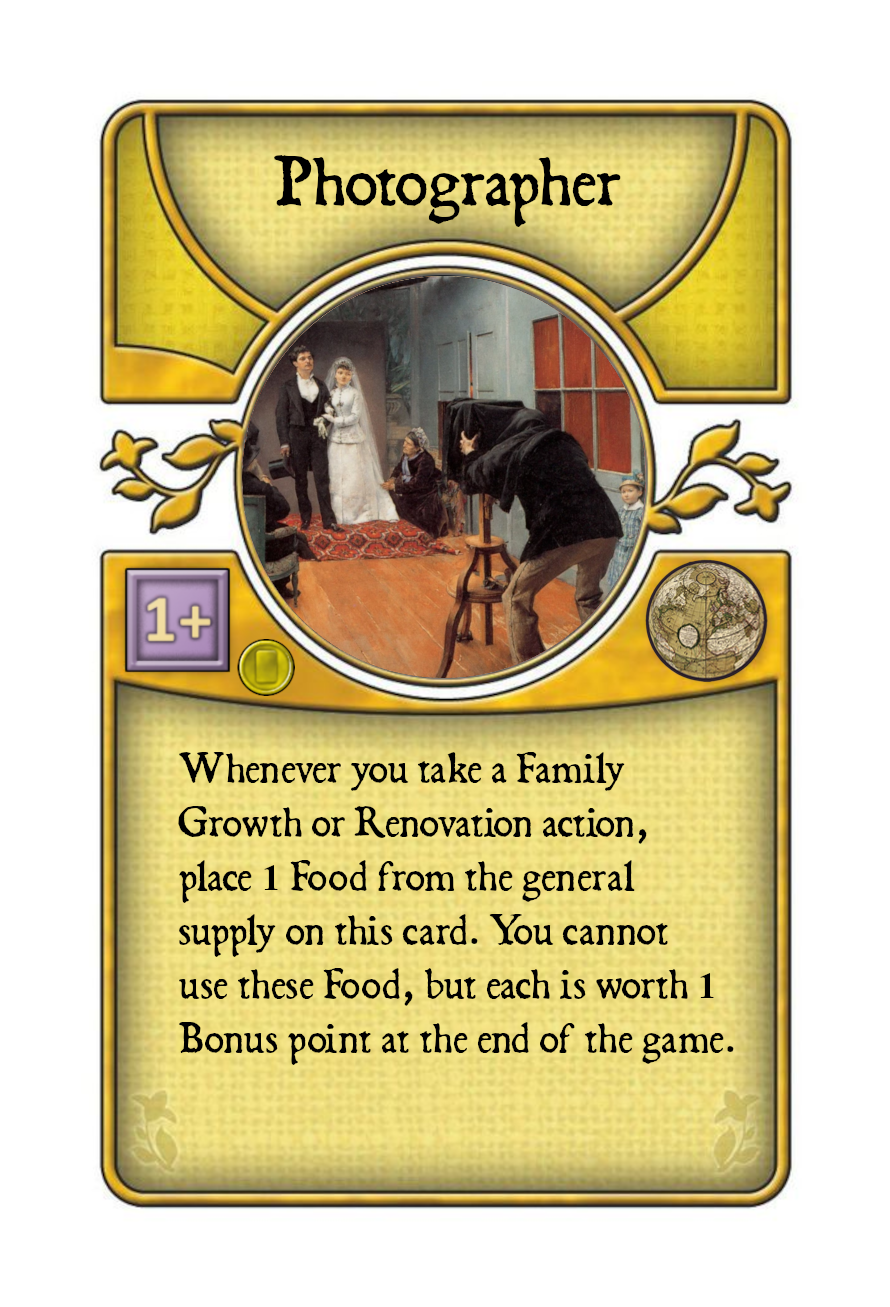 Photographer
1+
Whenever you take a Family
Growth or Renovation action,
place 1 Food from the general
supply on this card. You cannot
use these Food, but each is worth 1
Bonus point at the end of the game.